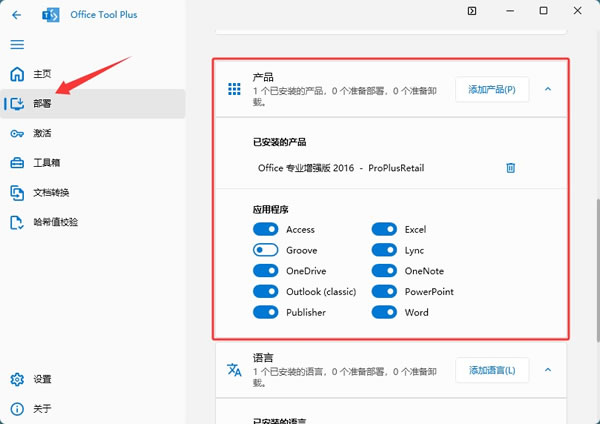 Office Tool Plus
主页
部署
激活
工具箱
文档转换
哈希值校验
设置
关于
产品
1 个已安装的产品，0 个准备部署，0 个准备卸
载。
添加产品(P)
已安装的产品
Office 专业增强版 2016 - ProPlusRetail
应用程序
Access
Excel
Groove
Lync
OneDrive
OneNote
Outlook (classic)
PowerPoint
Publisher
Word
语言
1 个已安装的语言，0 个准备部署，0 个准备卸
载。
添加语言(L)
已安装的语言